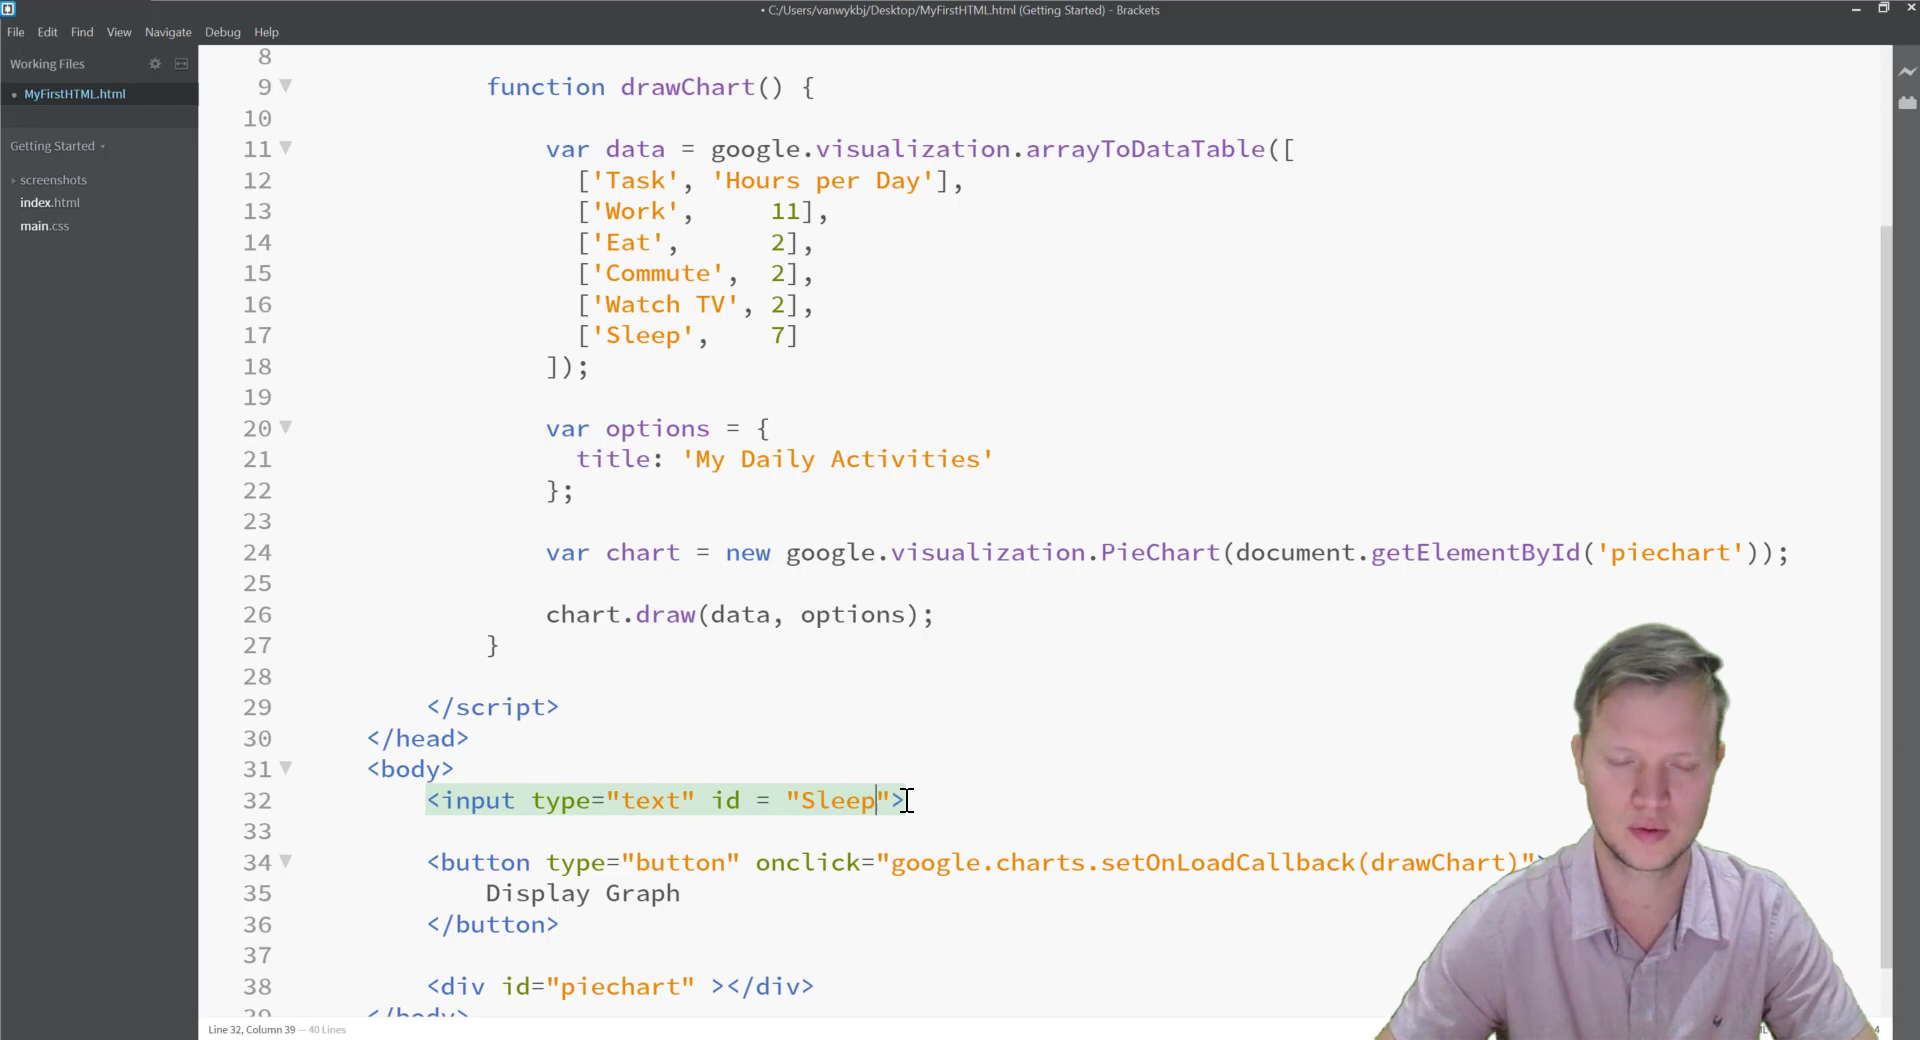 • C:/Users/vanwykbj/Desktop/MyFirstHTML.html (Getting Started) - Brackets
File Edit Find View Navigate Debug Help
Working Files
MyFirstHTML.html
Getting Started
screenshots
index.html
main.css
8
9 function drawChart() {
10
11 var data = google.visualization.arrayToDataTable([
12 ['Task', 'Hours per Day'],
13 ['Work', 11],
14 ['Eat', 2],
15 ['Commute', 2],
16 ['Watch TV', 2],
17 ['Sleep', 7]
18 ]);
19
20 var options = {
21 title: 'My Daily Activities'
22 };
23
24 var chart = new google.visualization.PieChart(document.getElementById('piechart'));
25
26 chart.draw(data, options);
27 }
28
29 </script>
30 </head>
31 <body>
32 <input type="text" id = "Sleep">
33
34 <button type="button" onclick="google.charts.setOnLoadCallback(drawChart)">
35 Display Graph
36 </button>
37
38 <div id="piechart" ></div>
39 </body>
Line 32, Column 39 — 40 Lines